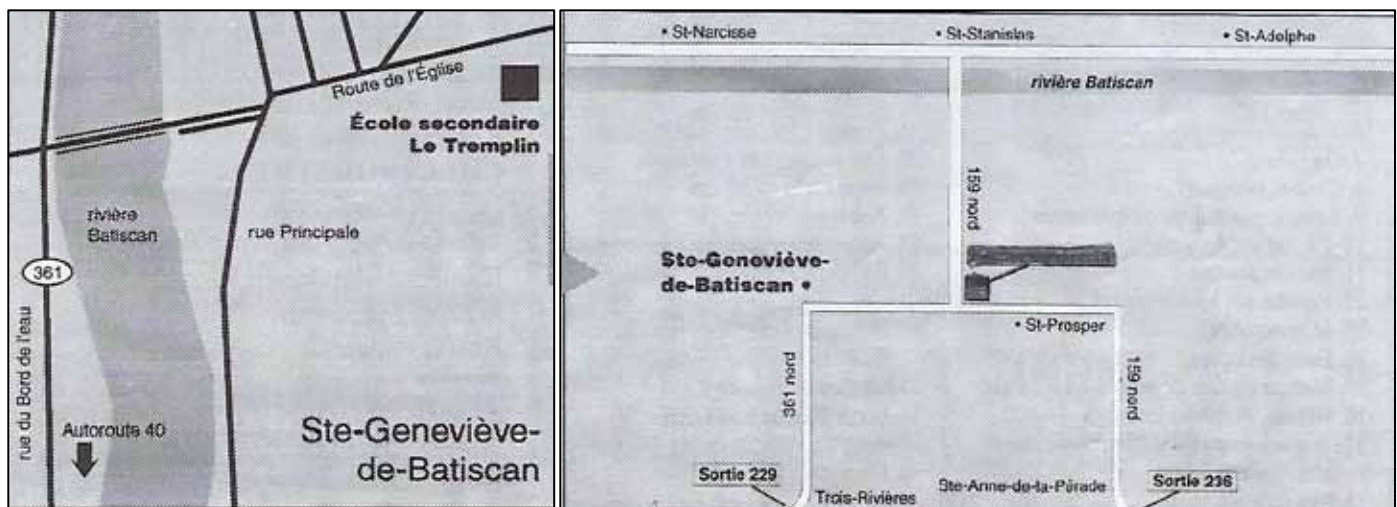 Route de l'Église
École secondaire
Le Tremplin
rivière
Batiscan
rue Principale
361
rue du Bord de l'eau
Autoroute 40
Ste-Geneviève-
de-Batiscan
• St-Narcisse
• St-Stanislas
• St-Adelphe
rivière Batiscan
159 nord
Ste-Geneviève-
de-Batiscan •
• St-Prosper
361 nord
159 nord
Sortie 229
Trois-Rivières
Ste-Anne-de-la-Pérade
Sortie 236